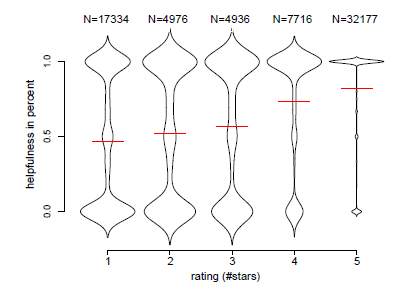 N=17334 N=4976 N=4936 N=7716 N=32177
1.0
0.5
0.0
helpfulness in percent
1 2 3 4 5
rating (#stars)